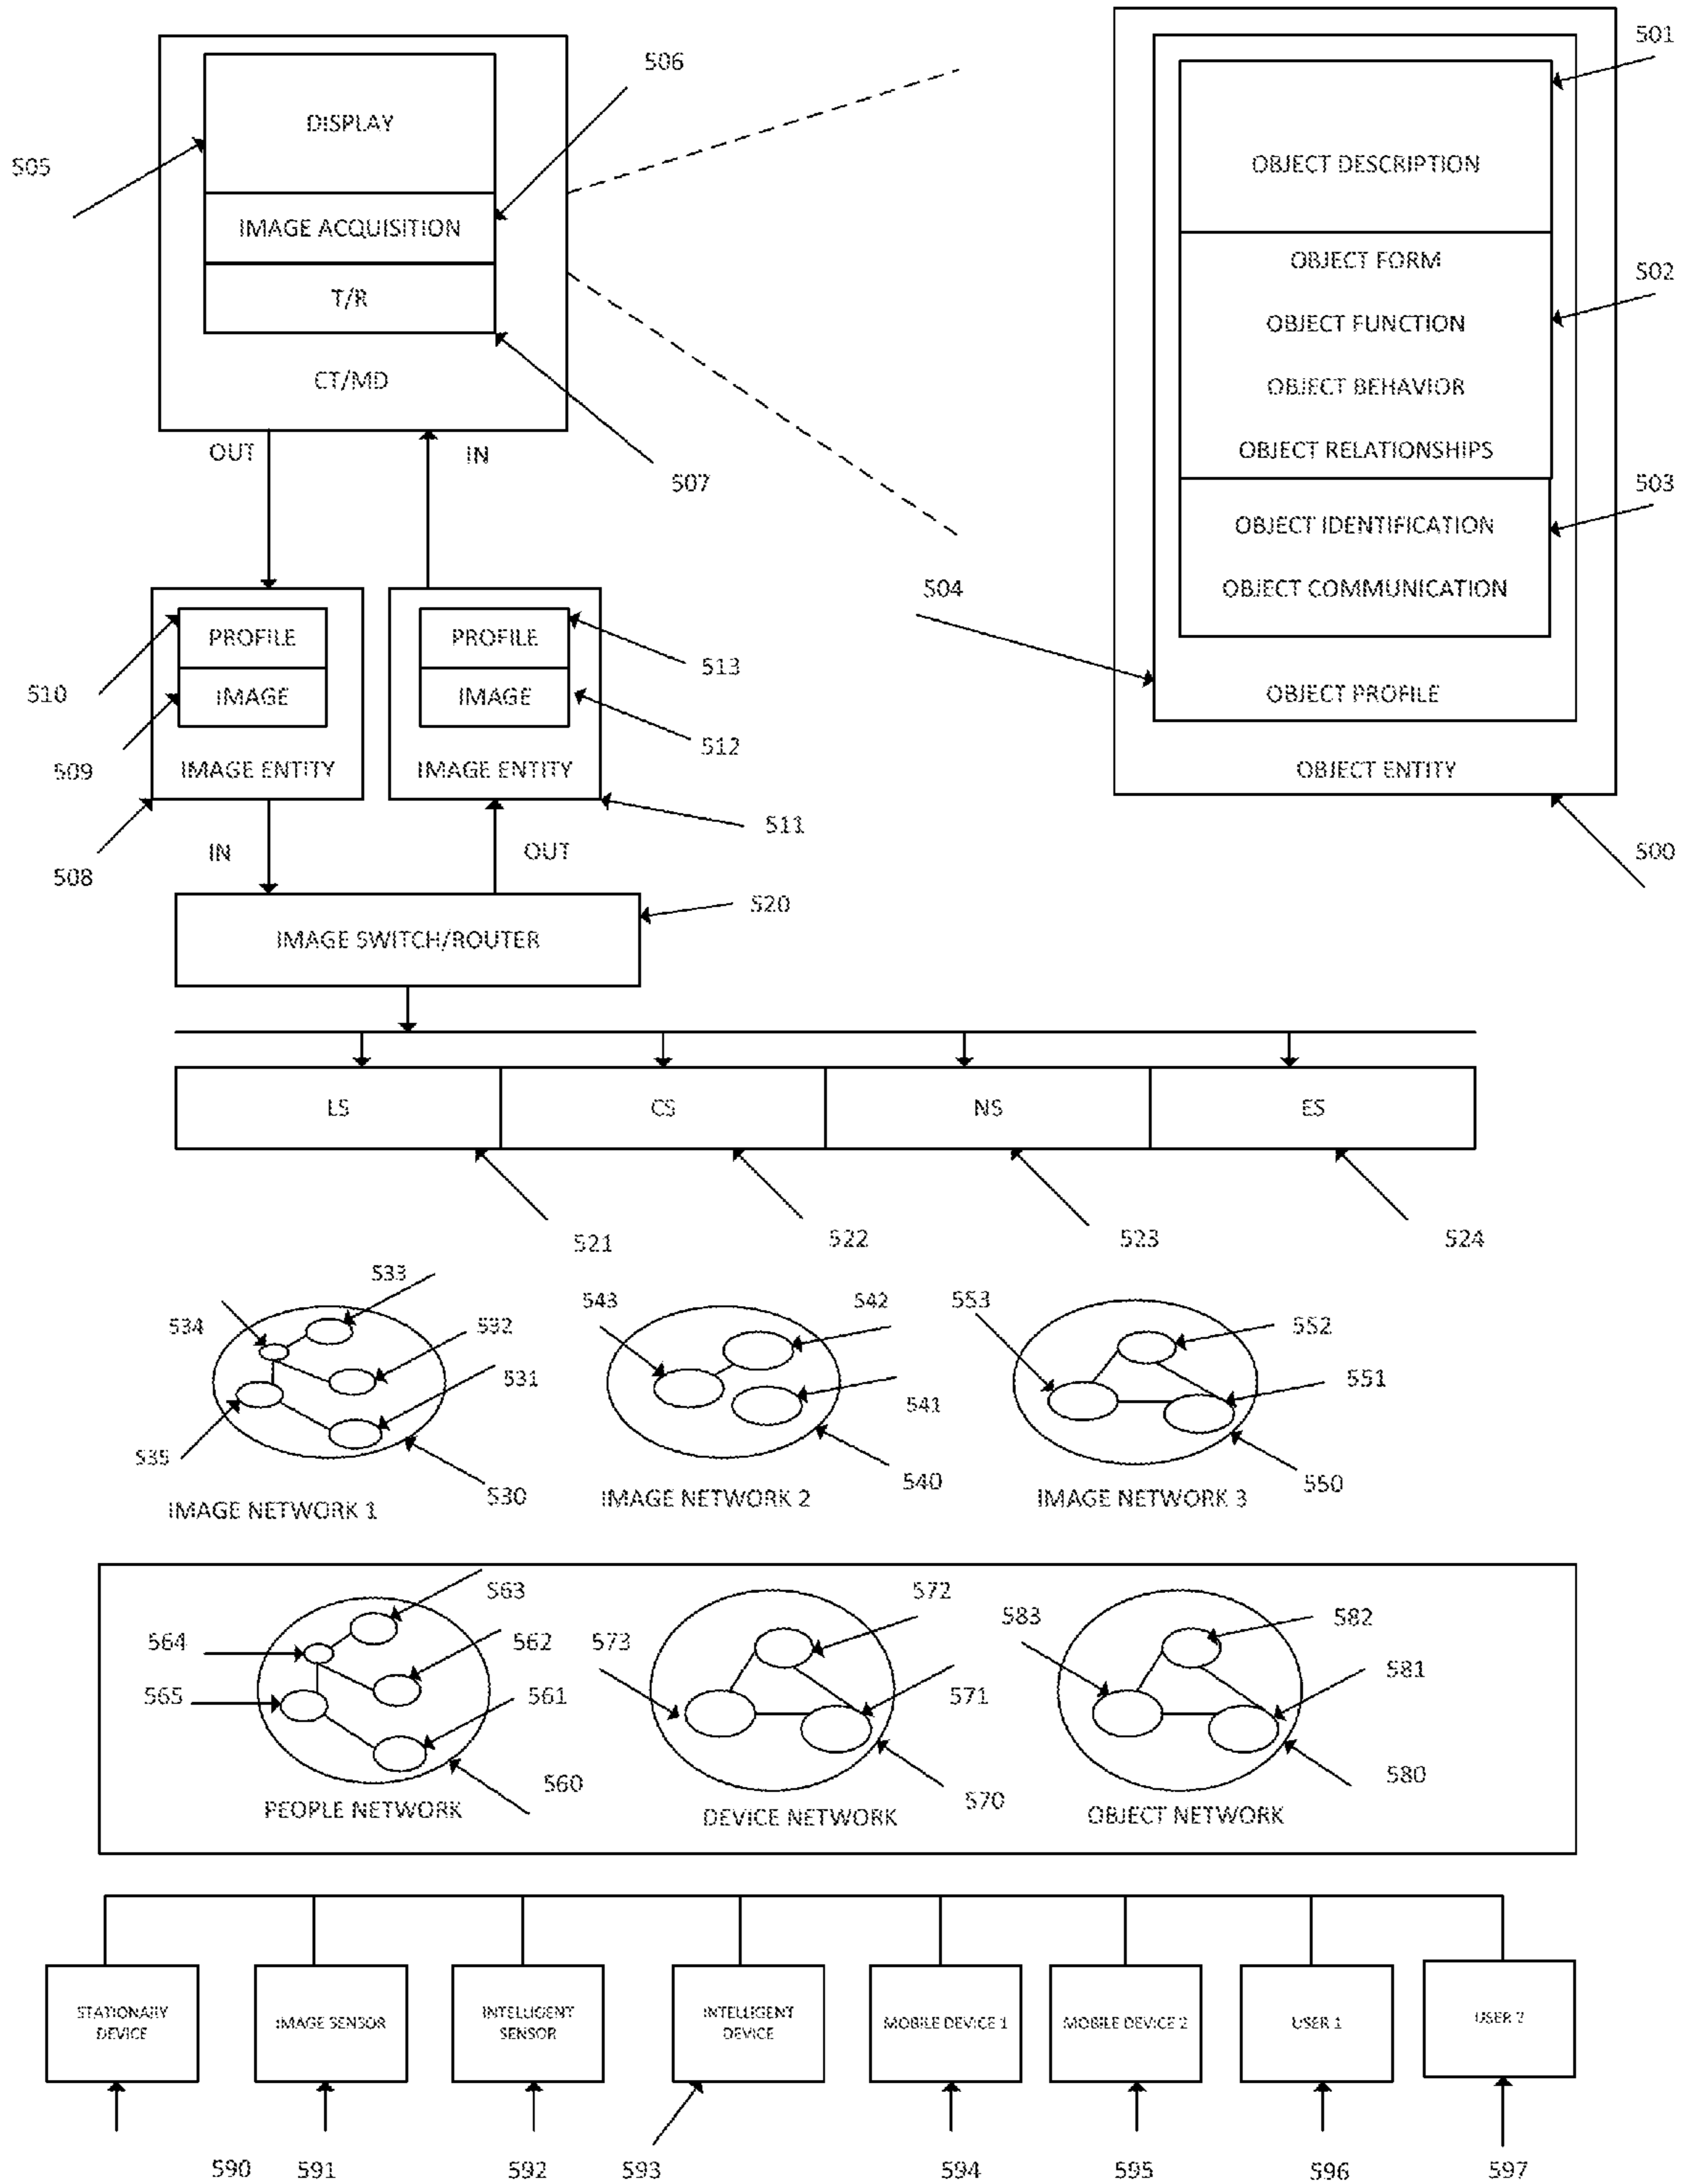 501
506
DISPLAY
505
OBJECT DESCRIPTION
IMAGE ACQUISITION
OBJECT FORM
502
T/R
OBJECT FUNCTION
CT/MD
OBJECT BEHAVIOR
OUT
IN
OBJECT RELATIONSHIPS
507
503
OBJECT IDENTIFICATION
504
OBJECT COMMUNICATION
PROFILE
PROFILE
513
510
IMAGE
IMAGE
OBJECT PROFILE
512
509
IMAGE ENTITY
IMAGE ENTITY
OBJECT ENTITY
511
IN
OUT
500
508
520
IMAGE SWITCH/ROUTER
LS
CS
NS
ES
521
522
523
524
533
543
542
553
534
532
552
531
551
541
535
540
550
530
IMAGE NETWORK 1
IMAGE NETWORK 2
IMAGE NETWORK 3
563
572
583
582
564
562
573
581
565
561
571
560
570
580
PEOPLE NETWORK
DEVICE NETWORK
OBJECT NETWORK
STATIONARY
DEVICE
IMAGE SENSOR
INTELLIGENT
SENSOR
INTELLIGENT
DEVICE
MOBILE DEVICE 1
MOBILE DEVICE 2
USER 1
USER 2
590
591
592
593
594
595
596
597